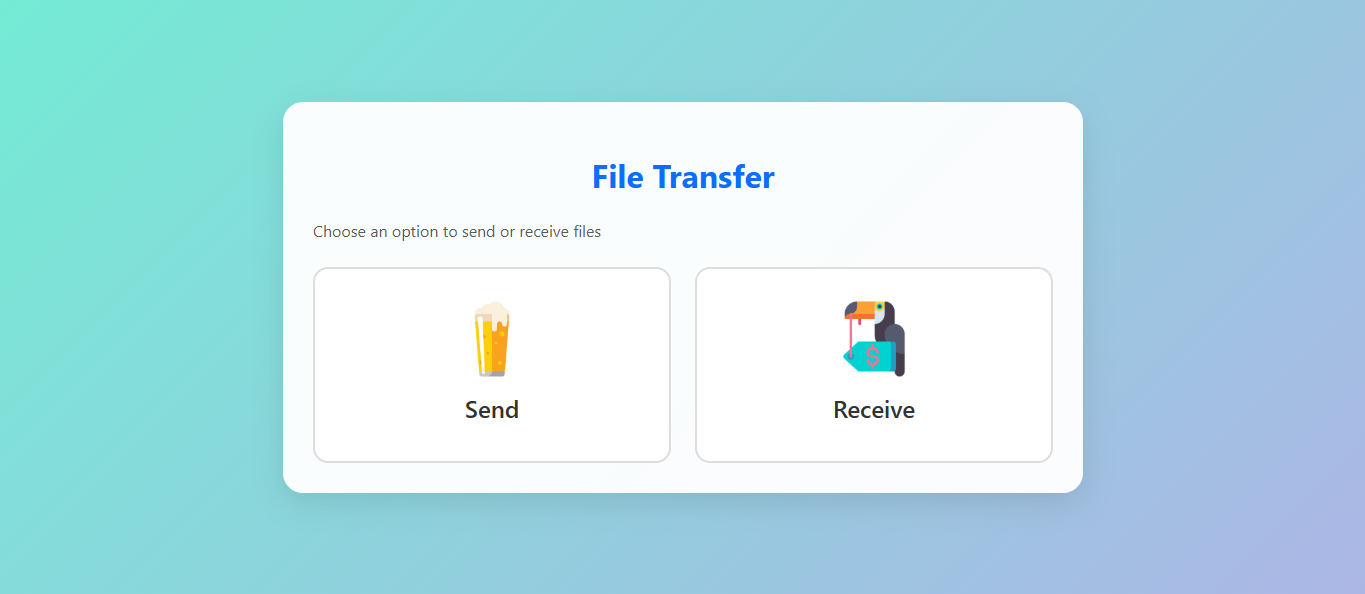 File Transfer
Choose an option to send or receive files
$
Send
Receive